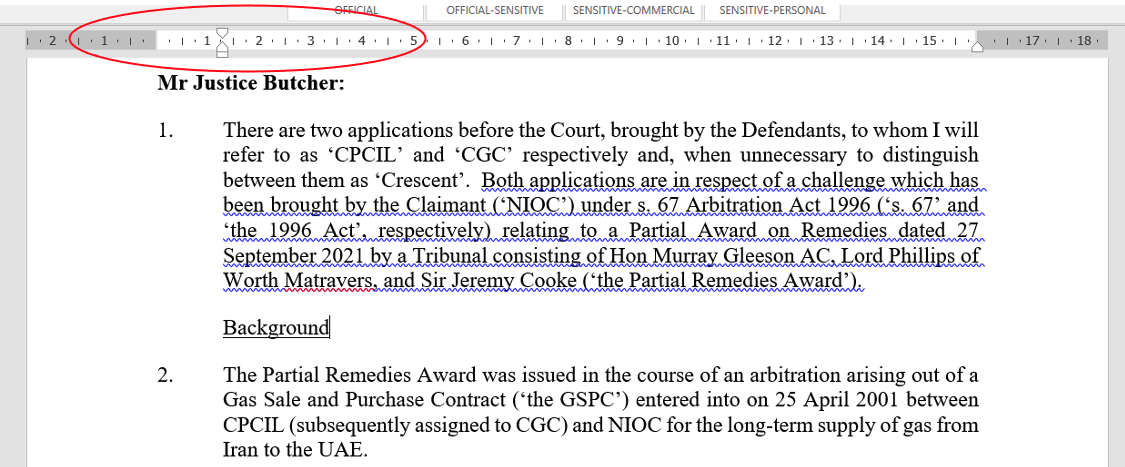 OFFICIAL OFFICIAL-SENSITIVE SENSITIVE-COMMERCIAL SENSITIVE-PERSONAL
2 1 1 2 3 4 5 6 7 8 9 10 11 12 13 14 15 17 18
Mr Justice Butcher:
1. There are two applications before the Court, brought by the Defendants, to whom I will
refer to as ‘CPCIL’ and ‘CGC’ respectively and, when unnecessary to distinguish
between them as ‘Crescent’. Both applications are in respect of a challenge which has
been brought by the Claimant (‘NIOC’) under s. 67 Arbitration Act 1996 (‘s. 67’ and
‘the 1996 Act’, respectively) relating to a Partial Award on Remedies dated 27
September 2021 by a Tribunal consisting of Hon Murray Gleeson AC, Lord Phillips of
Worth Matravers, and Sir Jeremy Cooke (‘the Partial Remedies Award’).
Background
2. The Partial Remedies Award was issued in the course of an arbitration arising out of a
Gas Sale and Purchase Contract (‘the GSPC’) entered into on 25 April 2001 between
CPCIL (subsequently assigned to CGC) and NIOC for the long-term supply of gas from
Iran to the UAE.